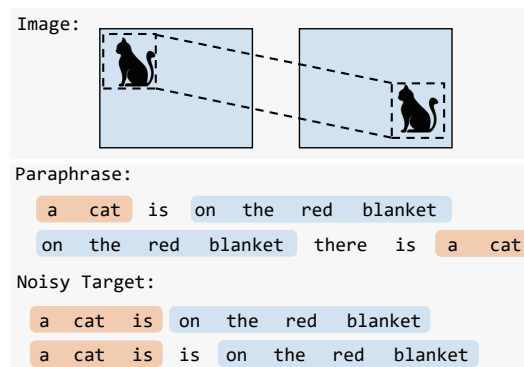 Image:
Paraphrase:
a cat is on the red blanket
on the red blanket there is a cat
Noisy Target:
a cat is on the red blanket
a cat is is on the red blanket